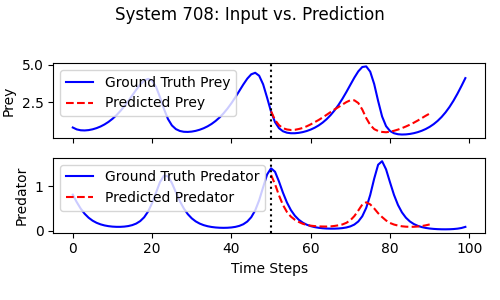 System 708: Input vs. Prediction
5.0
2.5
Prey
Ground Truth Prey
Predicted Prey
1
0
Predator
Ground Truth Predator
Predicted Predator
0 20 40 60 80 100
Time Steps